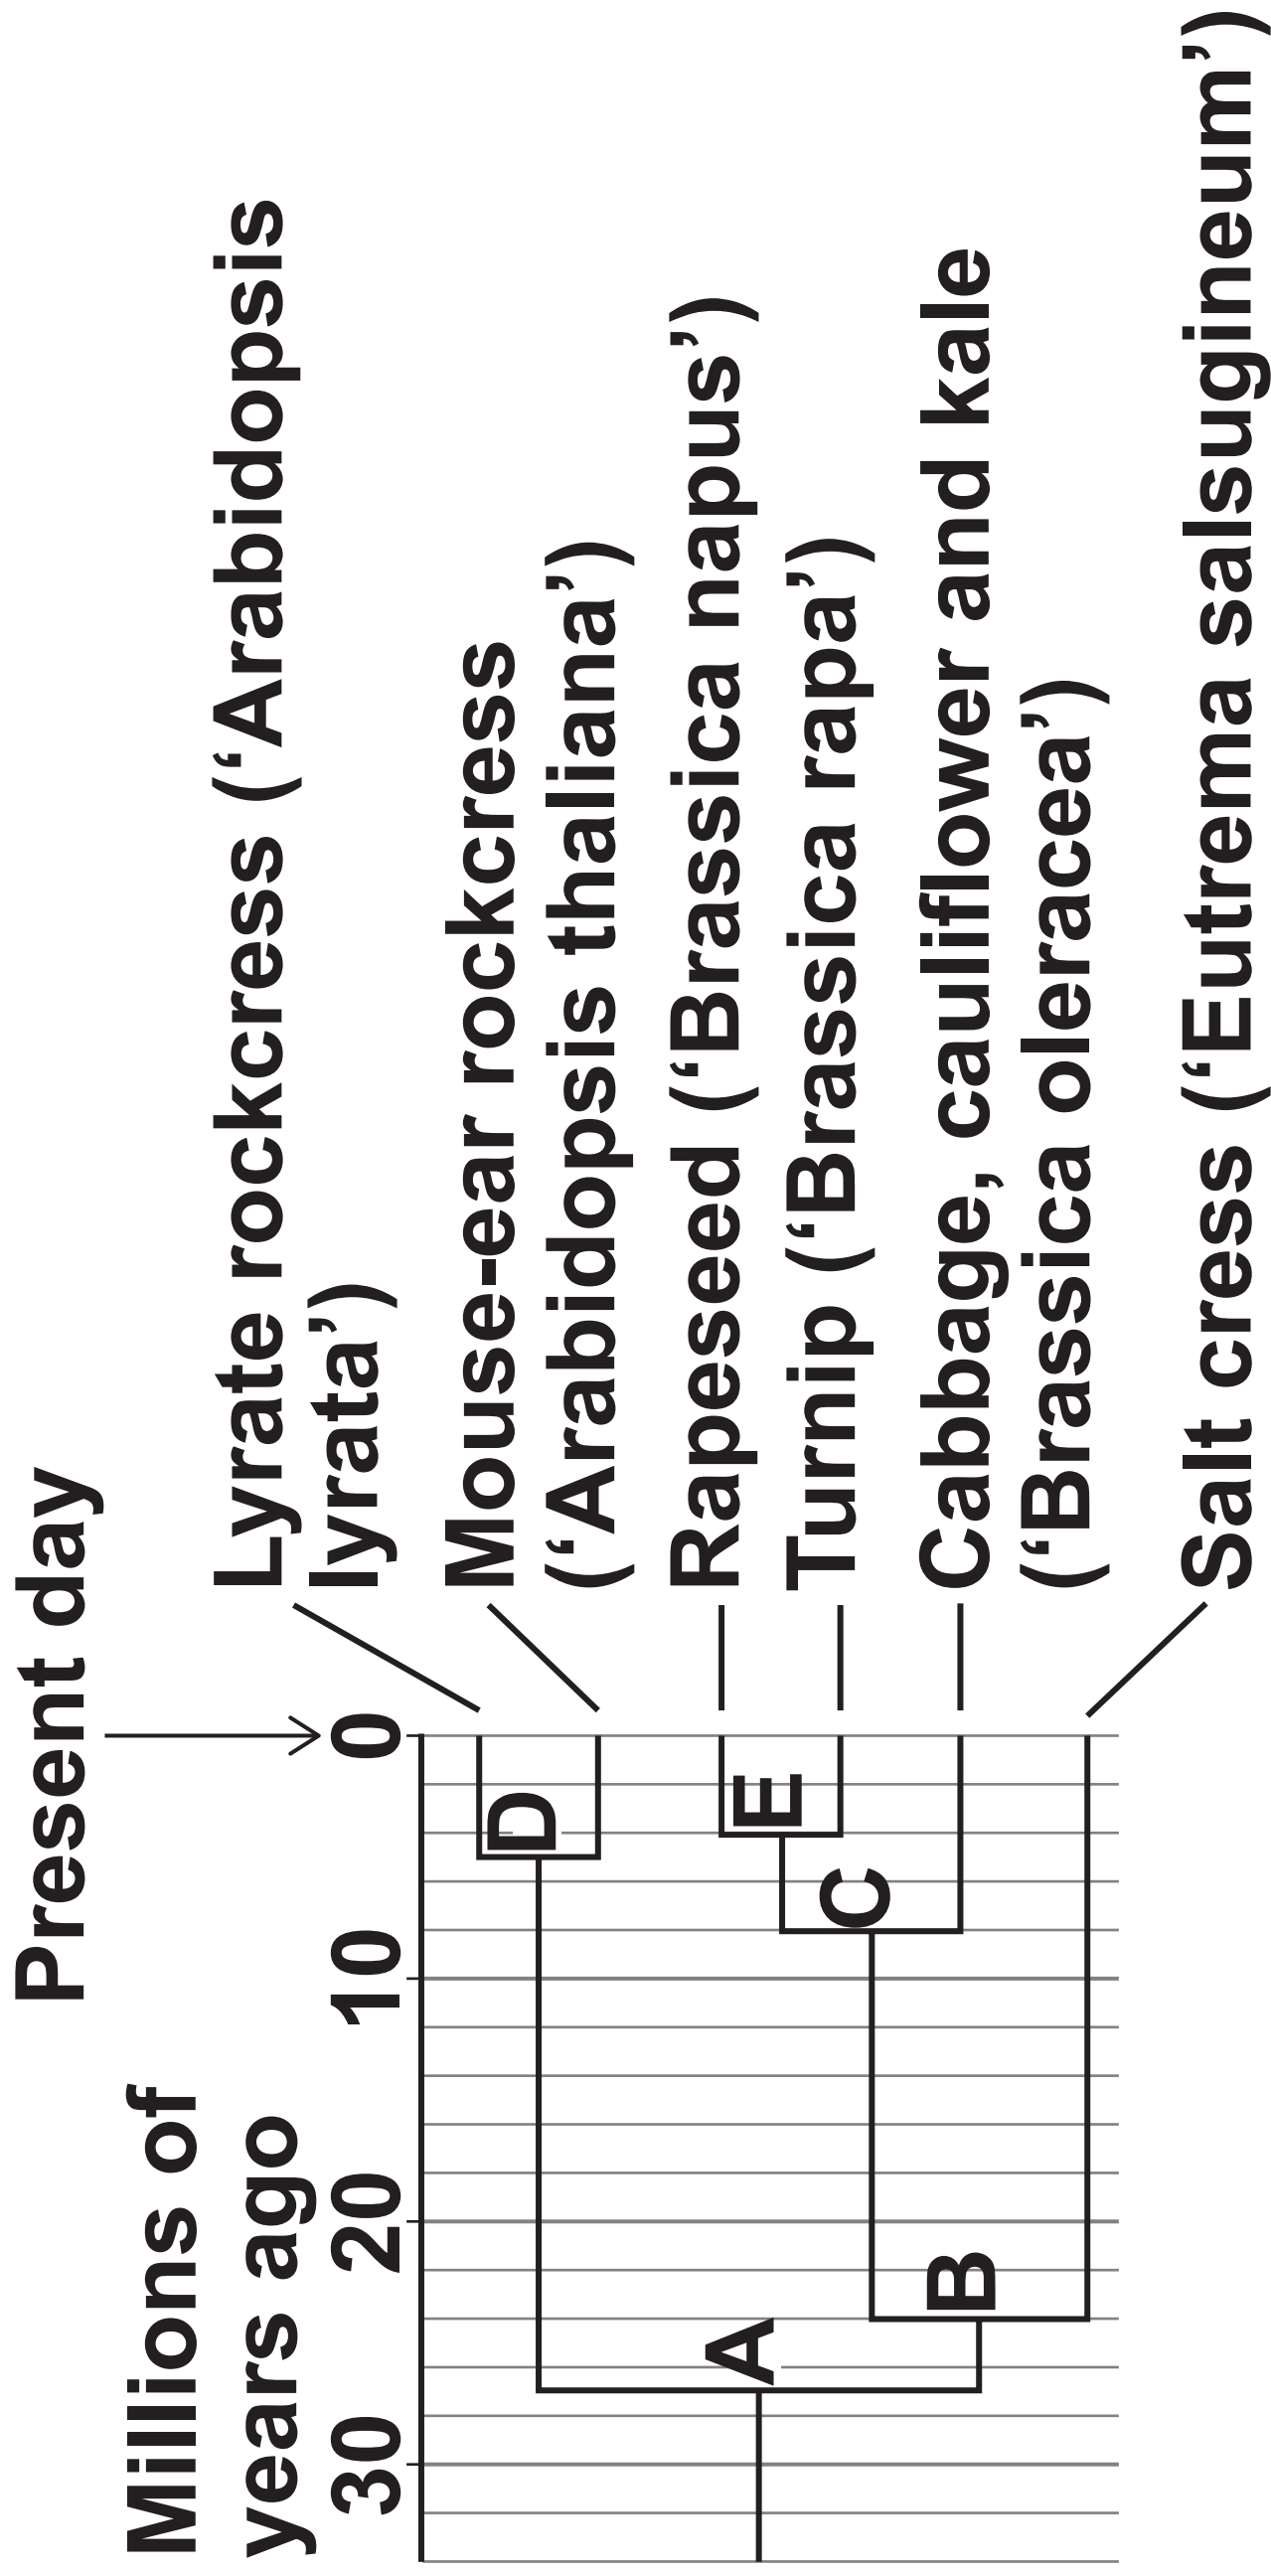 Present day
Millions of
years ago
30
20
10
0
Lyrate rockcress (‘Arabidopsis
lyrata’)
Mouse-ear rockcress
(‘Arabidopsis thaliana’)
Rapeseed (‘Brassica napus’)
Turnip (‘Brassica rapa’)
Cabbage, cauliflower and kale
(‘Brassica oleracea’)
Salt cress (‘Eutrema salsugineum’)
D
E
C
A
B